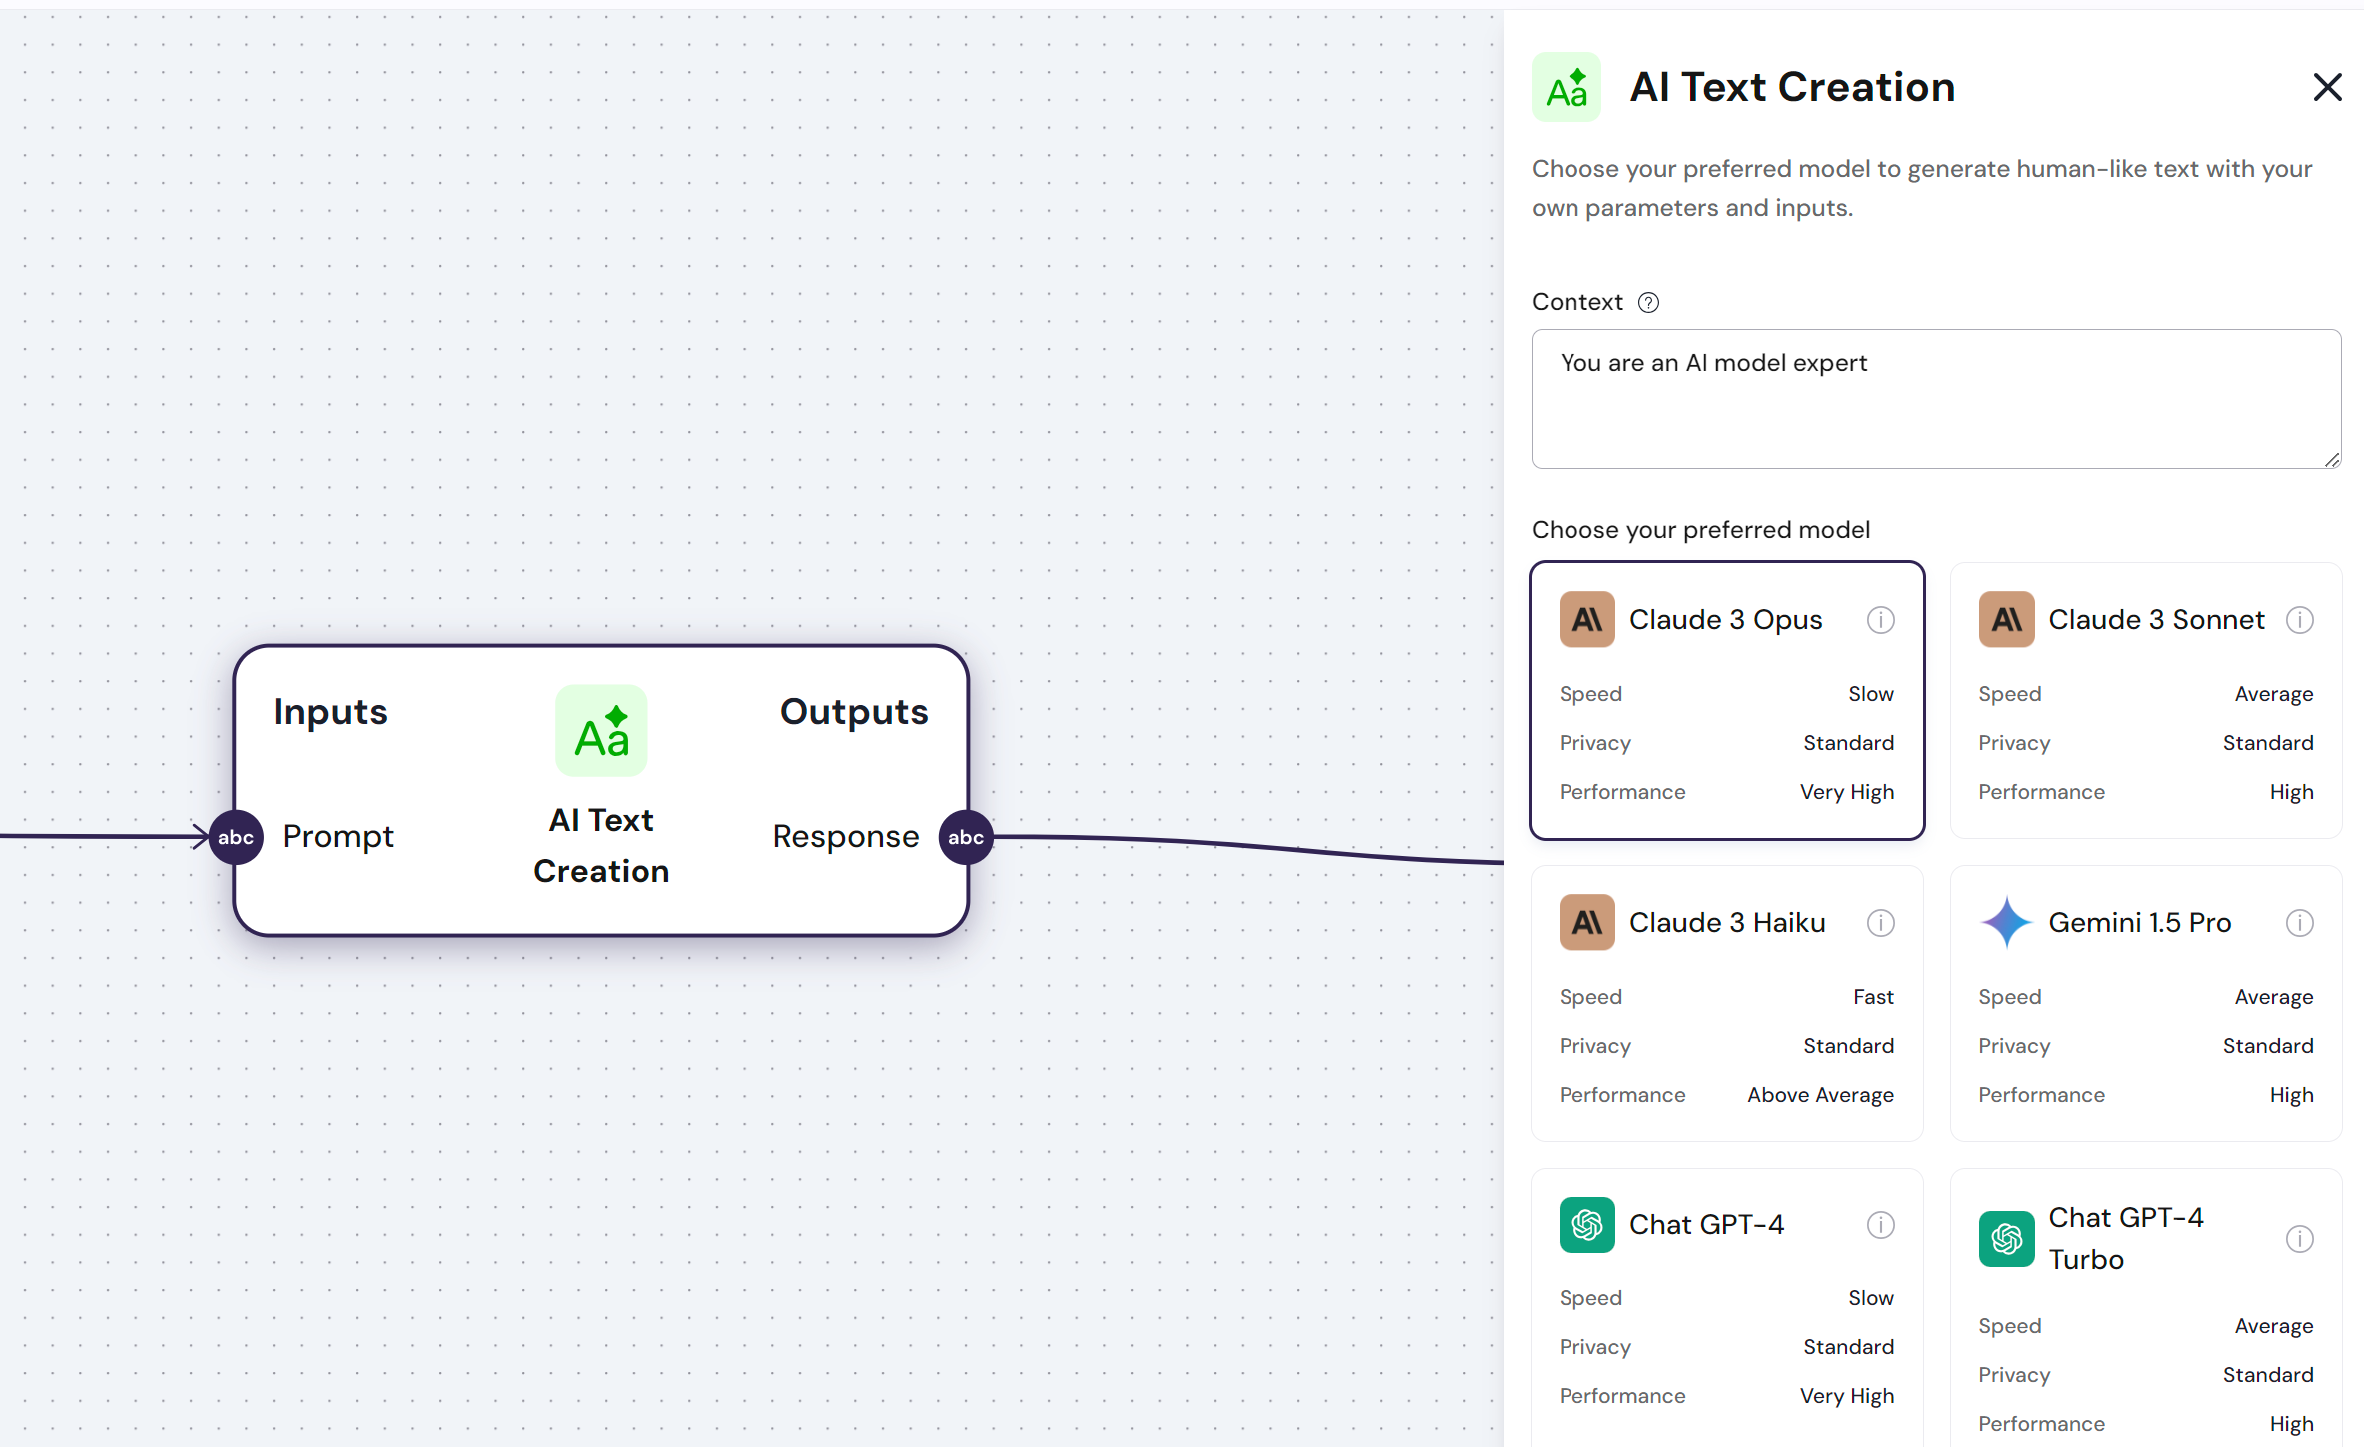 Inputs
Aa
Outputs
abc
Prompt
AI Text
Creation
Response
abc
Aa
AI Text Creation
Choose your preferred model to generate human-like text with your
own parameters and inputs.
Context ?
You are an AI model expert
Choose your preferred model
AI Claude 3 Opus i
Speed Slow
Privacy Standard
Performance Very High
AI Claude 3 Sonnet i
Speed Average
Privacy Standard
Performance High
AI Claude 3 Haiku i
Speed Fast
Privacy Standard
Performance Above Average
Gemini 1.5 Pro i
Speed Average
Privacy Standard
Performance High
Chat GPT-4 i
Speed Slow
Privacy Standard
Performance Very High
Chat GPT-4
Turbo i
Speed Average
Privacy Standard
Performance High